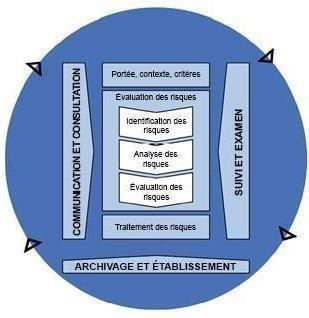 Portée, contexte, critères
Évaluation des risques
Identification des
risques
Analyse des
risques
Évaluation des
risques
Traitement des risques
COMMUNICATION ET CONSULTATION
SUIVI ET EXAMEN
ARCHIVAGE ET ÉTABLISSEMENT